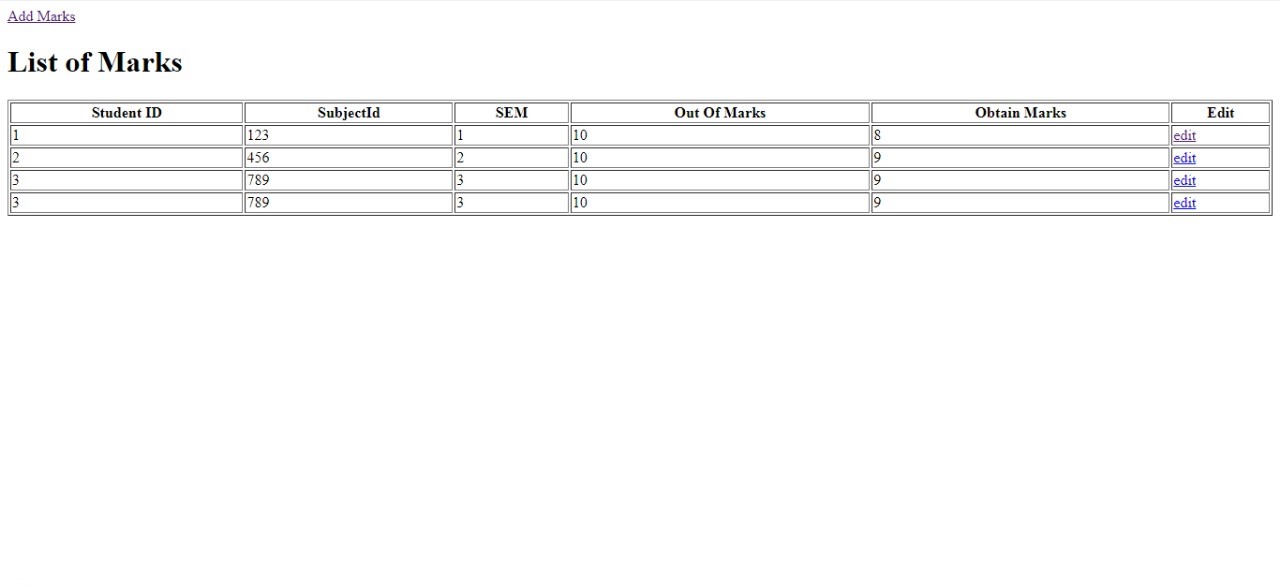 Add Marks
List of Marks
Student ID SubjectId SEM Out Of Marks Obtain Marks Edit
1 123 1 10 8 edit
2 456 2 10 9 edit
3 789 3 10 9 edit
3 789 3 10 9 edit